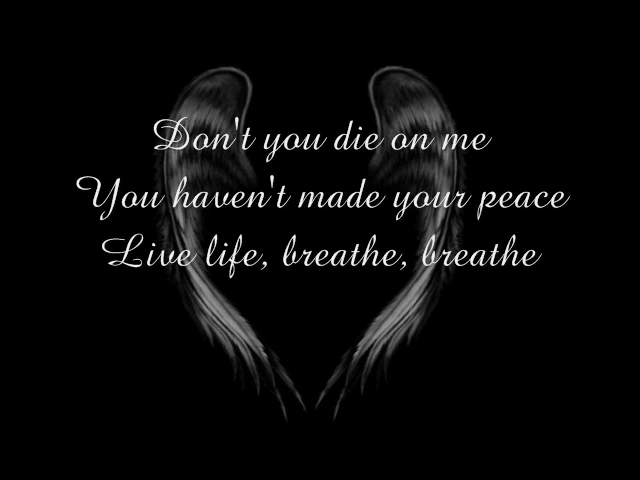 Don't you die on me
You haven't made your peace
Live life, breathe, breathe